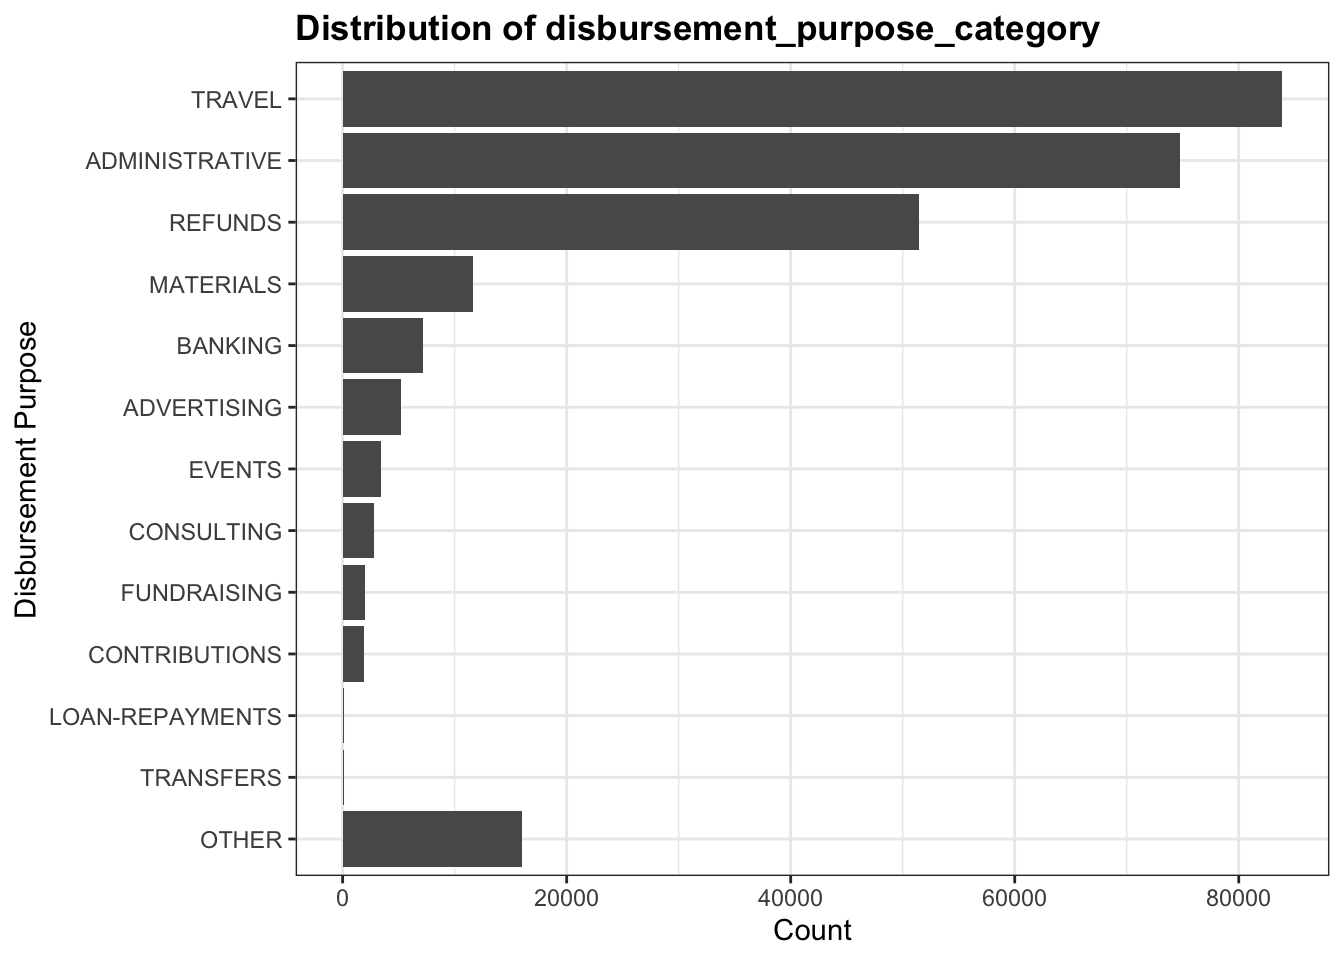 Distribution of disbursement_purpose_category
Disbursement Purpose
TRAVEL
ADMINISTRATIVE
REFUNDS
MATERIALS
BANKING
ADVERTISING
EVENTS
CONSULTING
FUNDRAISING
CONTRIBUTIONS
LOAN-REPAYMENTS
TRANSFERS
OTHER
0 20000 40000 60000 80000
Count